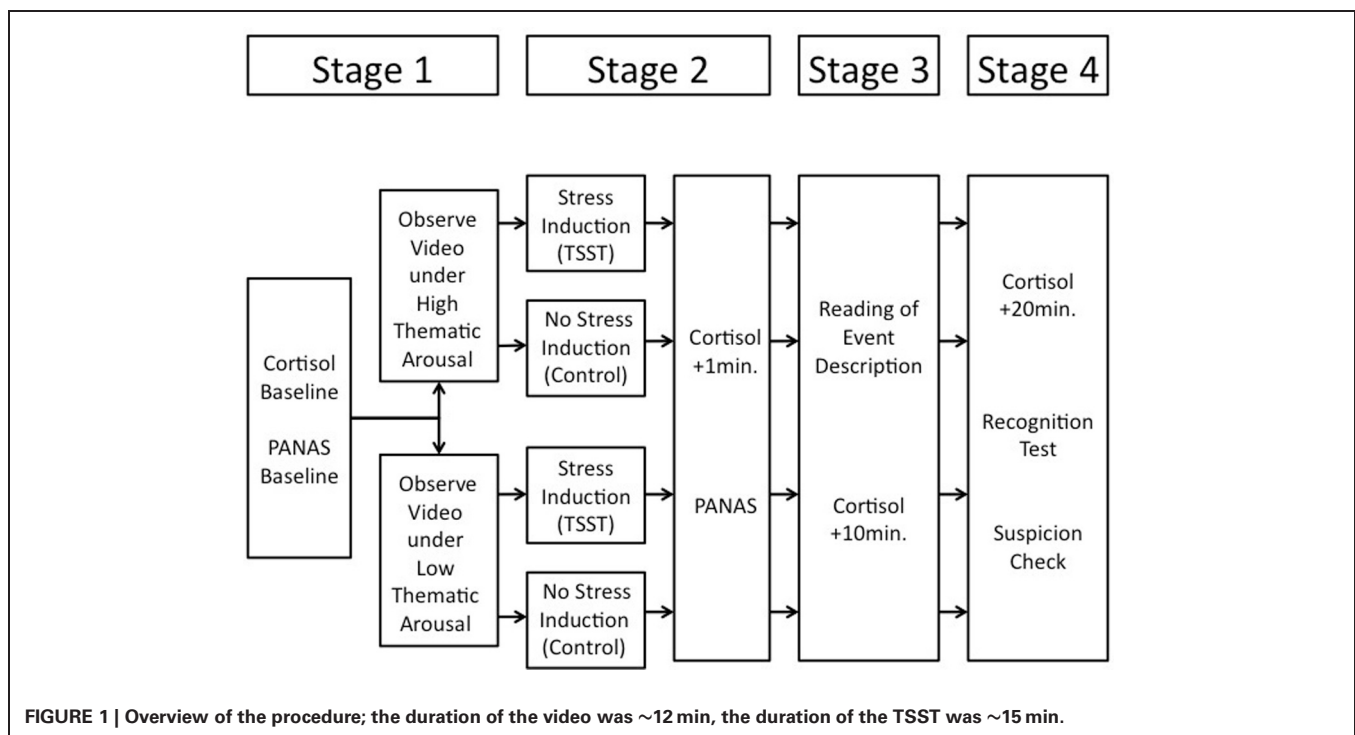 Stage 1
Stage 2
Stage 3
Stage 4
Cortisol
Baseline
PANAS
Baseline
Observe
Video
under
High
Thematic
Arousal
Observe
Video
under
Low
Thematic
Arousal
Stress
Induction
(TSST)
No Stress
Induction
(Control)
Stress
Induction
(TSST)
No Stress
Induction
(Control)
Cortisol
+1min.
PANAS
Reading of
Event
Description
Cortisol
+10min.
Cortisol
+20min.
Recognition
Test
Suspicion
Check
FIGURE 1 | Overview of the procedure; the duration of the video was ~12 min, the duration of the TSST was ~15 min.